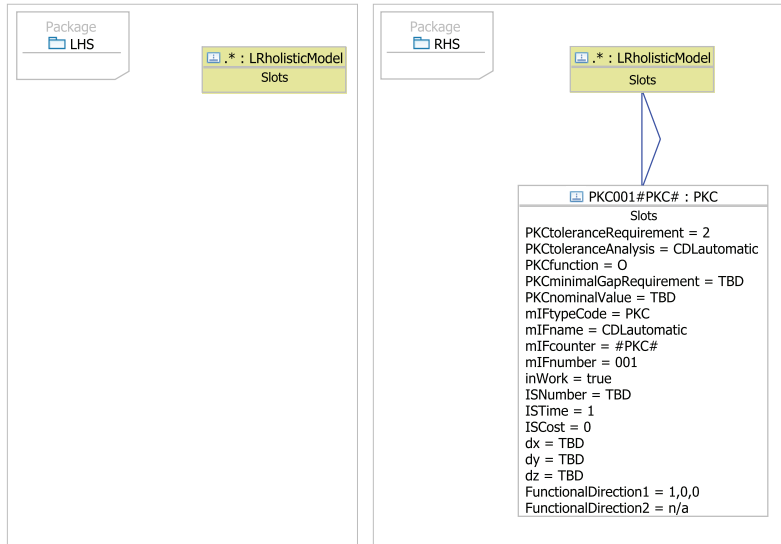 Package
LHS
.* : LRholisticModel
Slots
Package
RHS
.* : LRholisticModel
Slots
PKC001#PKC# : PKC
Slots
PKCtoleranceRequirement = 2
PKCtoleranceAnalysis = CDLautomatic
PKCfunction = O
PKCminimalGapRequirement = TBD
PKCnominalValue = TBD
mIFtypeCode = PKC
mIFname = CDLautomatic
mIFcounter = #PKC#
mIFnumber = 001
inWork = true
ISNumber = TBD
ISTime = 1
ISCost = 0
dx = TBD
dy = TBD
dz = TBD
FunctionalDirection1 = 1,0,0
FunctionalDirection2 = n/a